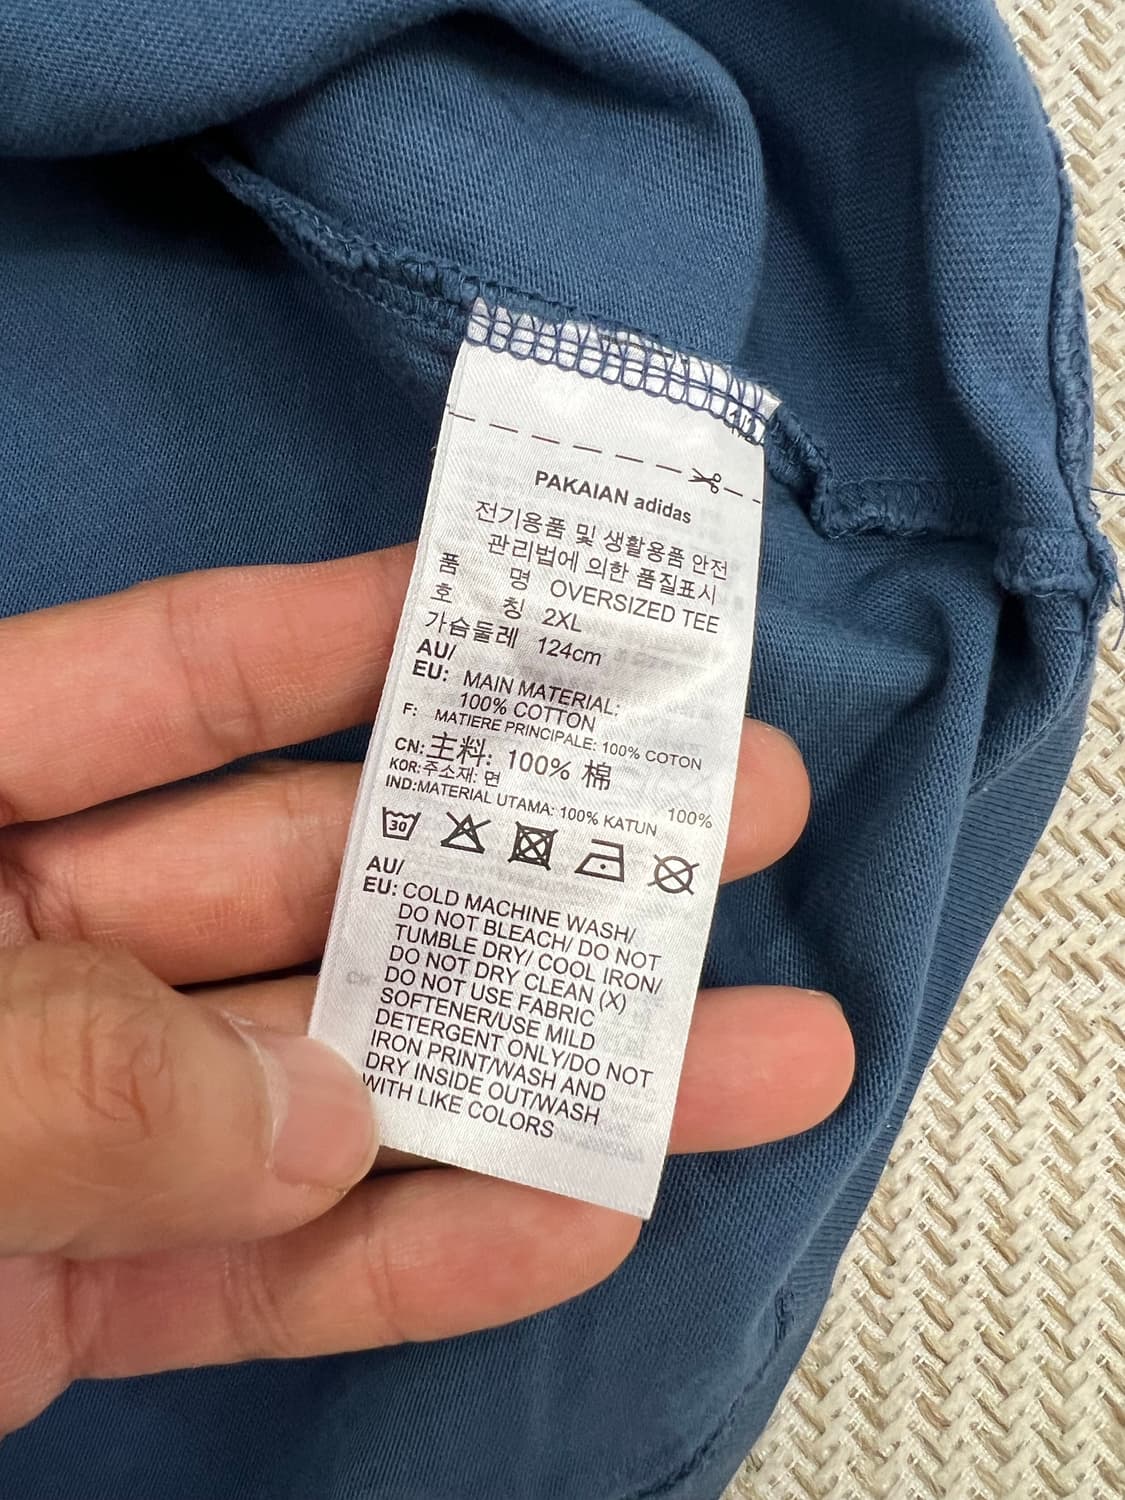 PAKAIAN adidas
전기용품 및 생활용품 안전
관리법에 의한 품질표시
품 명 OVERSIZED TEE
호 칭 2XL
가슴둘레 124cm
AU/
EU: MAIN MATERIAL:
100% COTTON
F: MATIERE PRINCIPALE: 100% COTON
CN:主料: 100% 棉
KOR:주소재: 면 100%
IND:MATERIAL UTAMA: 100% KATUN
30
AU/
EU: COLD MACHINE WASH/
DO NOT BLEACH/ DO NOT
TUMBLE DRY/ COOL IRON/
DO NOT DRY CLEAN (X)
DO NOT USE FABRIC
SOFTENER/USE MILD
DETERGENT ONLY/DO NOT
IRON PRINT/WASH AND
DRY INSIDE OUT/WASH
WITH LIKE COLORS